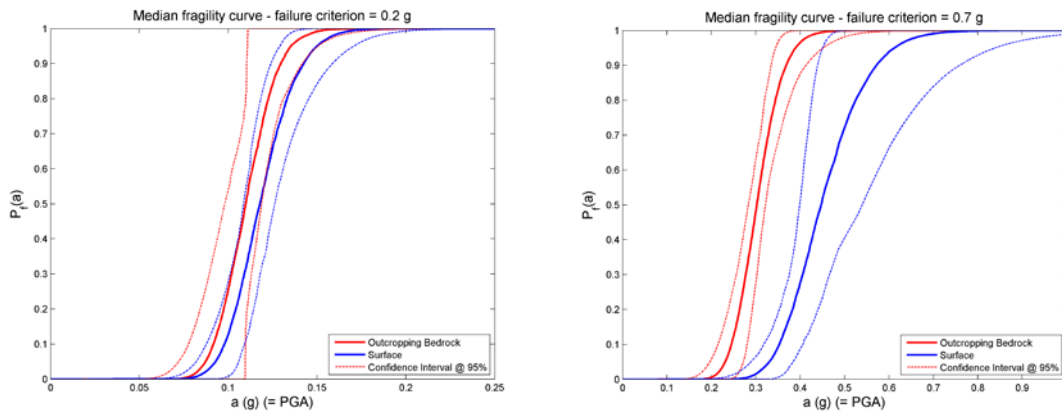 Median fragility curve - failure criterion = 0.2 g
1
0.9
0.8
0.7
0.6
0.5
0.4
0.3
0.2
0.1
0
P_f(a)
0 0.05 0.1 0.15 0.2 0.25
a (g) (= PGA)
Outcropping Bedrock
Surface
Confidence Interval @ 95%
Median fragility curve - failure criterion = 0.7 g
1
0.9
0.8
0.7
0.6
0.5
0.4
0.3
0.2
0.1
0
P_f(a)
0 0.1 0.2 0.3 0.4 0.5 0.6 0.7 0.8 0.9
a (g) (= PGA)
Outcropping Bedrock
Surface
Confidence Interval @ 95%